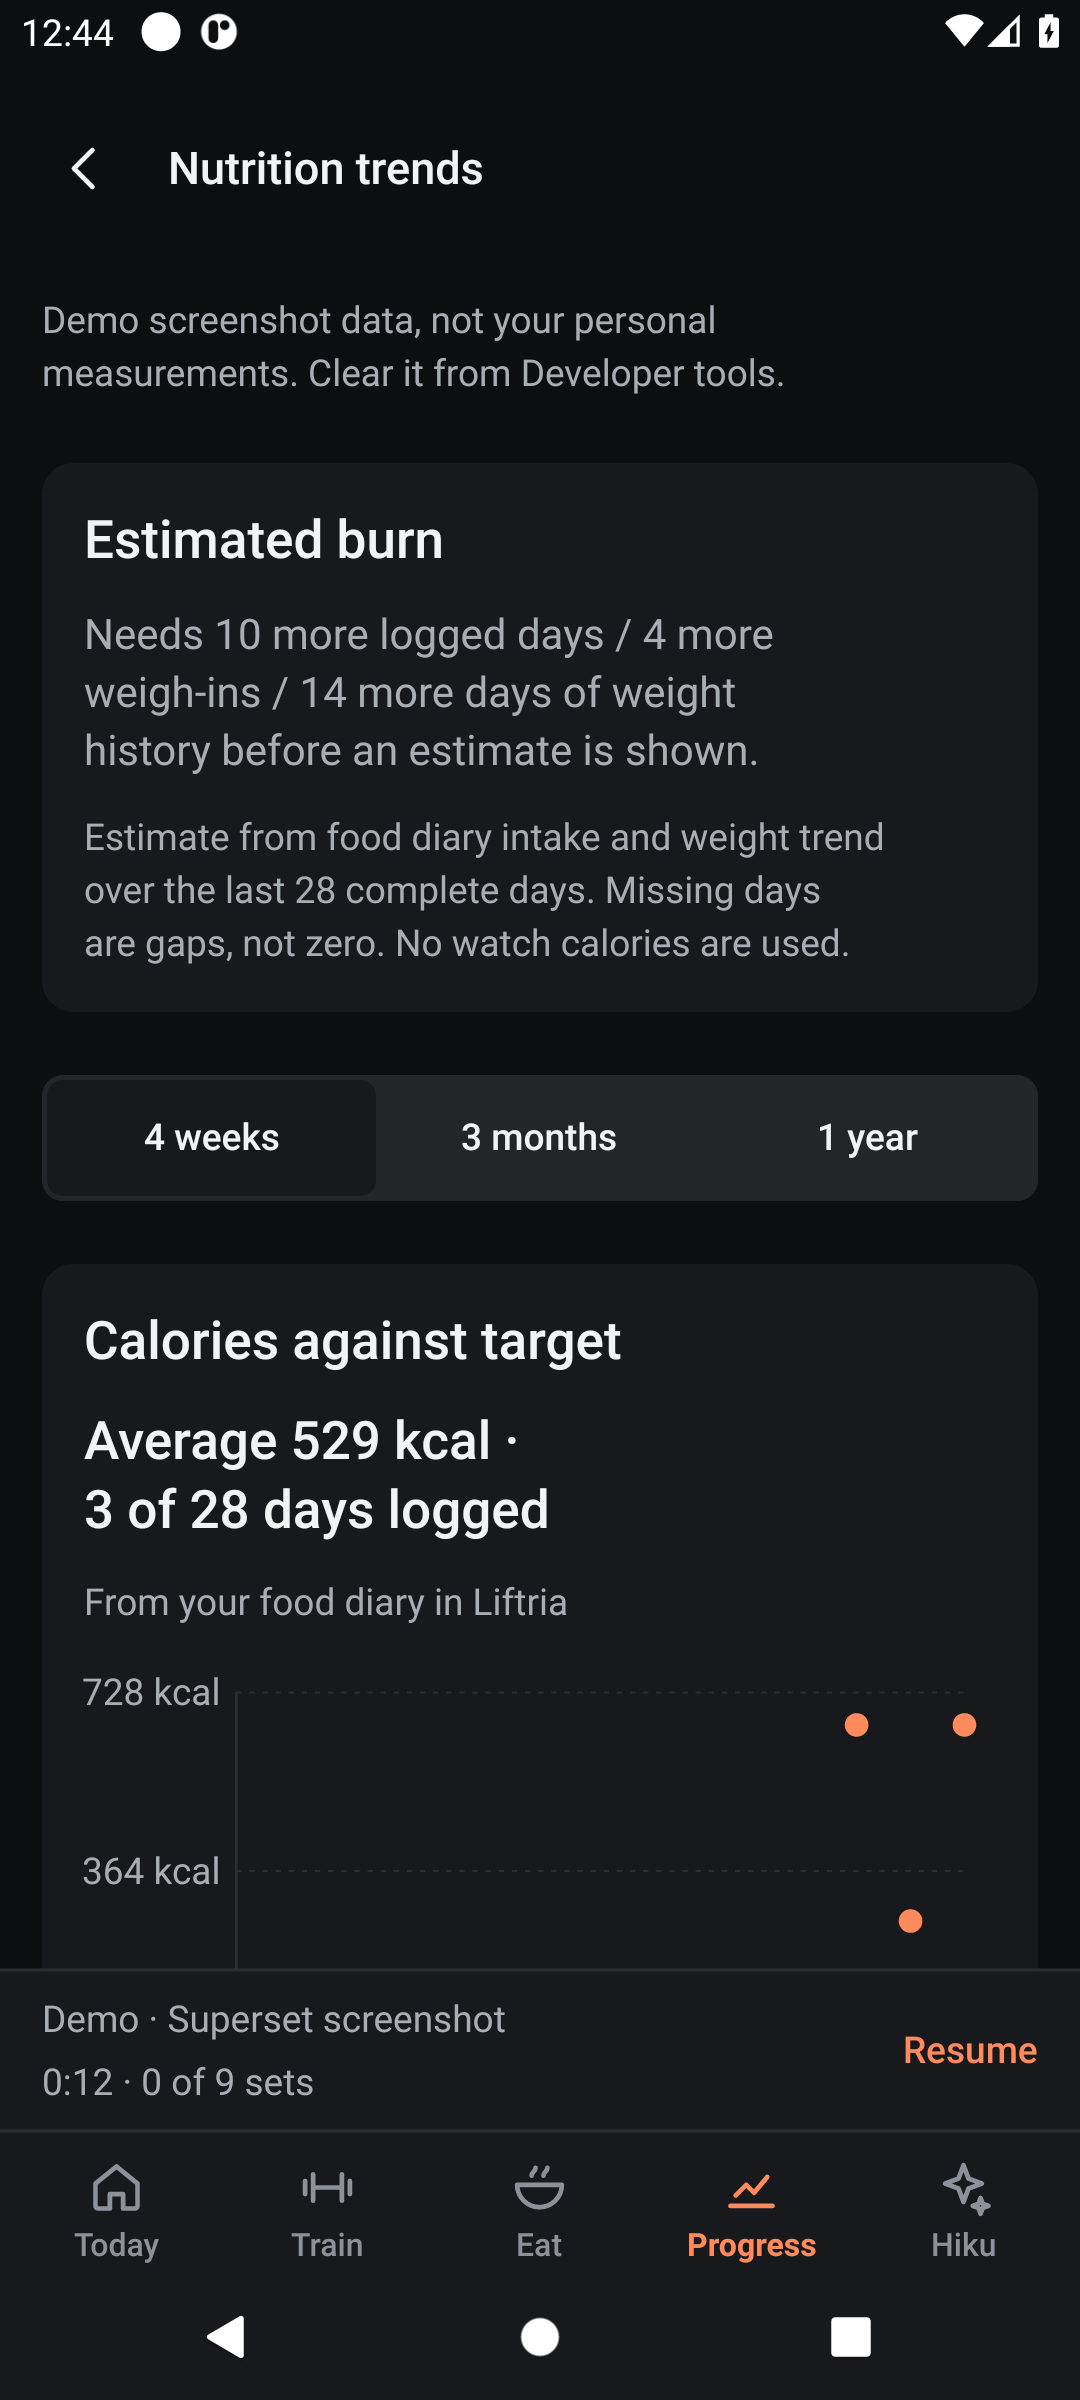 12:44
Nutrition trends
Demo screenshot data, not your personal
measurements. Clear it from Developer tools.
Estimated burn
Needs 10 more logged days / 4 more
weigh-ins / 14 more days of weight
history before an estimate is shown.
Estimate from food diary intake and weight trend
over the last 28 complete days. Missing days
are gaps, not zero. No watch calories are used.
4 weeks
3 months
1 year
Calories against target
Average 529 kcal ·
3 of 28 days logged
From your food diary in Liftria
728 kcal
364 kcal
Demo · Superset screenshot
0:12 · 0 of 9 sets
Resume
Today
Train
Eat
Progress
Hiku